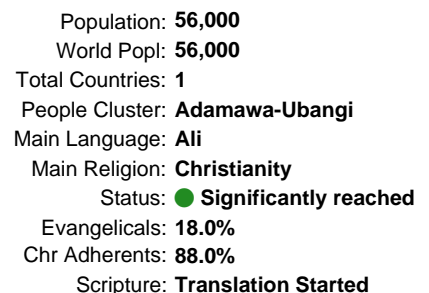 Population: 56,000
World Popl: 56,000
Total Countries: 1
People Cluster: Adamawa-Ubangi
Main Language: Ali
Main Religion: Christianity
Status: Significantly reached
Evangelicals: 18.0%
Chr Adherents: 88.0%
Scripture: Translation Started